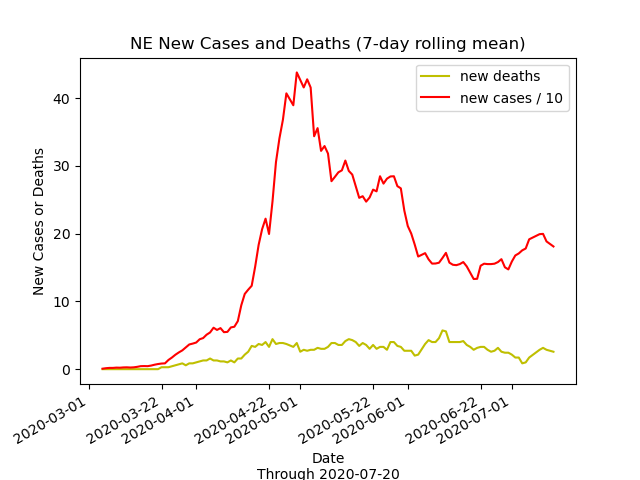 NE New Cases and Deaths (7-day rolling mean)
new deaths
new cases / 10
New Cases or Deaths
40
30
20
10
0
2020-03-01
2020-03-22
2020-04-01
2020-04-22
2020-05-01
2020-05-22
2020-06-01
2020-06-22
2020-07-01
Date
Through 2020-07-20